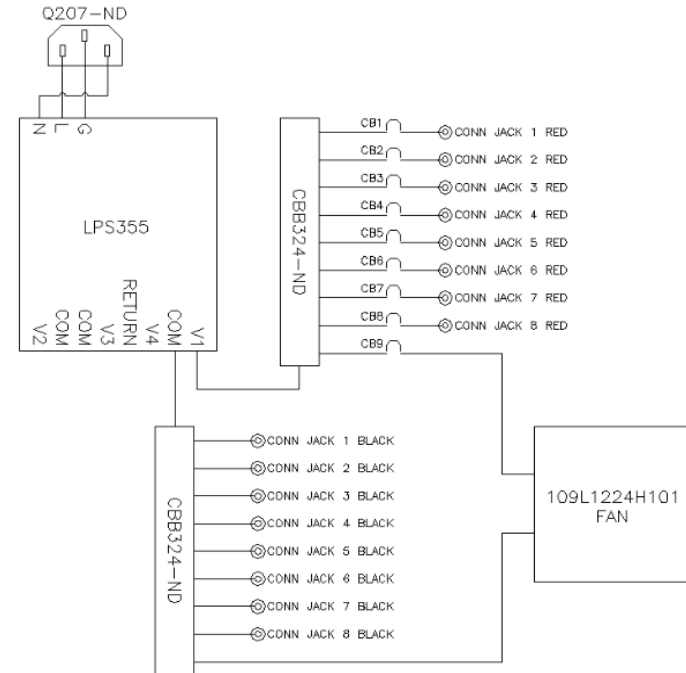 Q207-ND
N
L
G
LPS355
V2
COM
COM
V3
RETURN
V4
COM
V1
CBB324-ND
CB1
CONN JACK 1 RED
CB2
CONN JACK 2 RED
CB3
CONN JACK 3 RED
CB4
CONN JACK 4 RED
CB5
CONN JACK 5 RED
CB6
CONN JACK 6 RED
CB7
CONN JACK 7 RED
CB8
CONN JACK 8 RED
CB9
CBB324-ND
CONN JACK 1 BLACK
CONN JACK 2 BLACK
CONN JACK 3 BLACK
CONN JACK 4 BLACK
CONN JACK 5 BLACK
CONN JACK 6 BLACK
CONN JACK 7 BLACK
CONN JACK 8 BLACK
109L1224H101
FAN